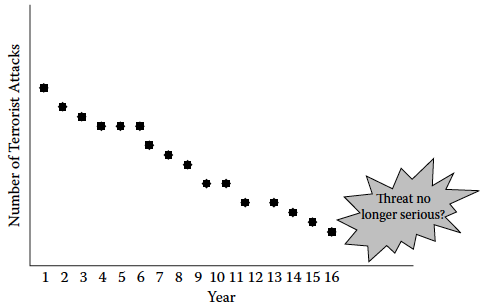 Number of Terrorist Attacks
Threat no
longer serious?
1 2 3 4 5 6 7 8 9 10 11 12 13 14 15 16
Year